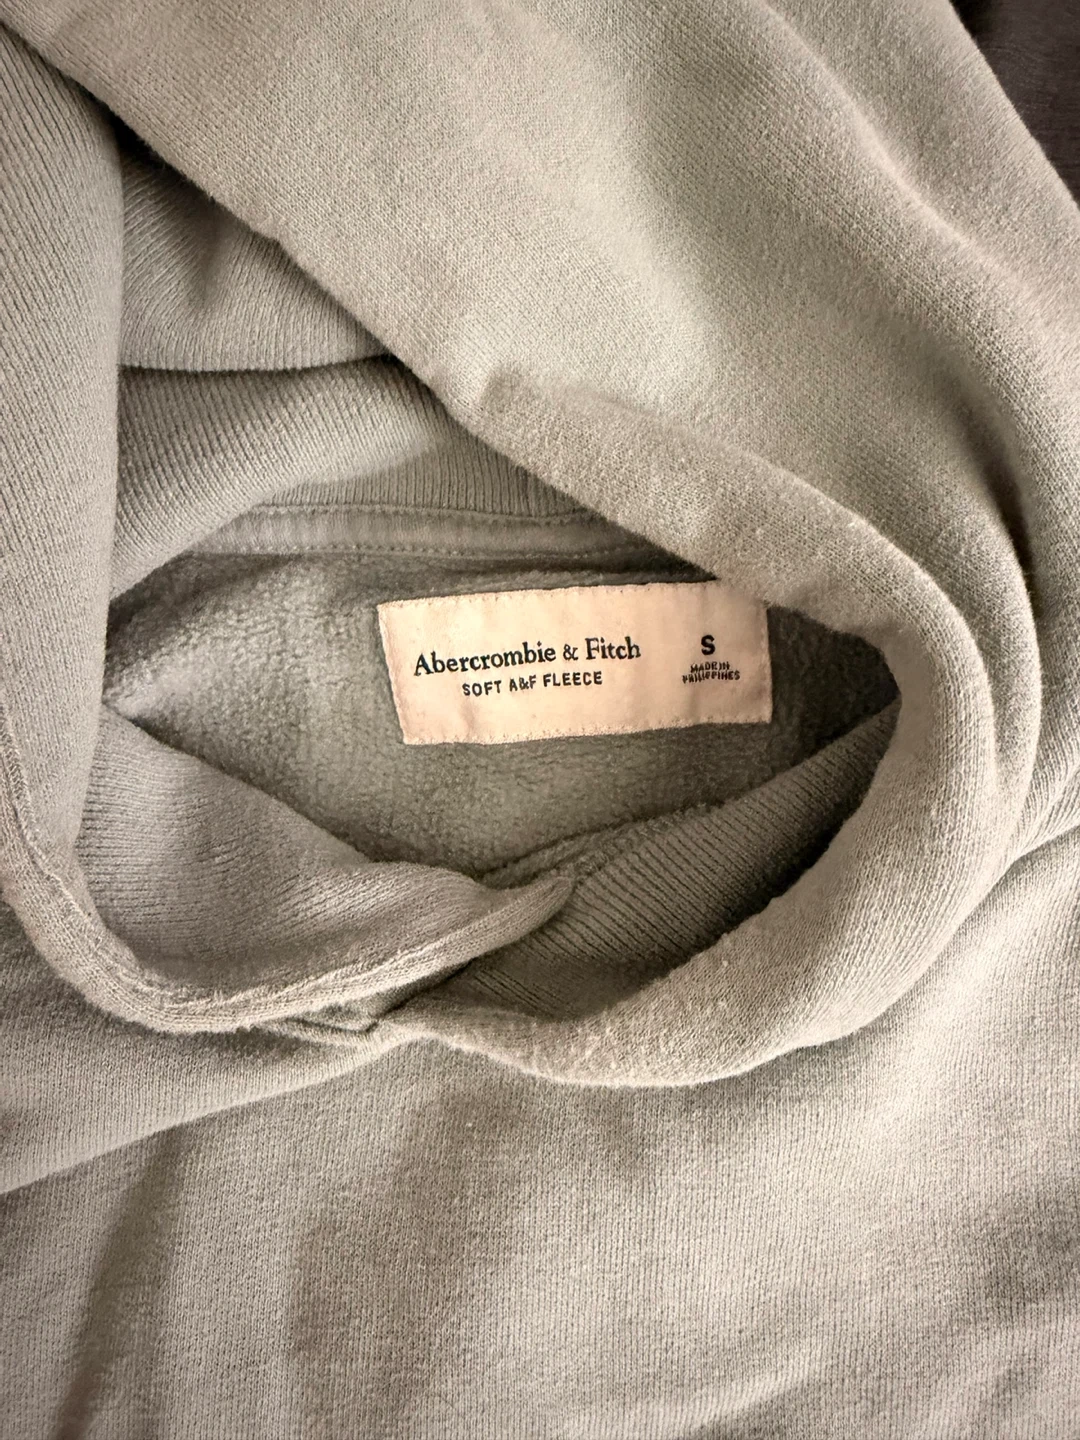 Abercrombie & Fitch
SOFT A&F FLEECE
S
MADE IN
PHILIPPINES